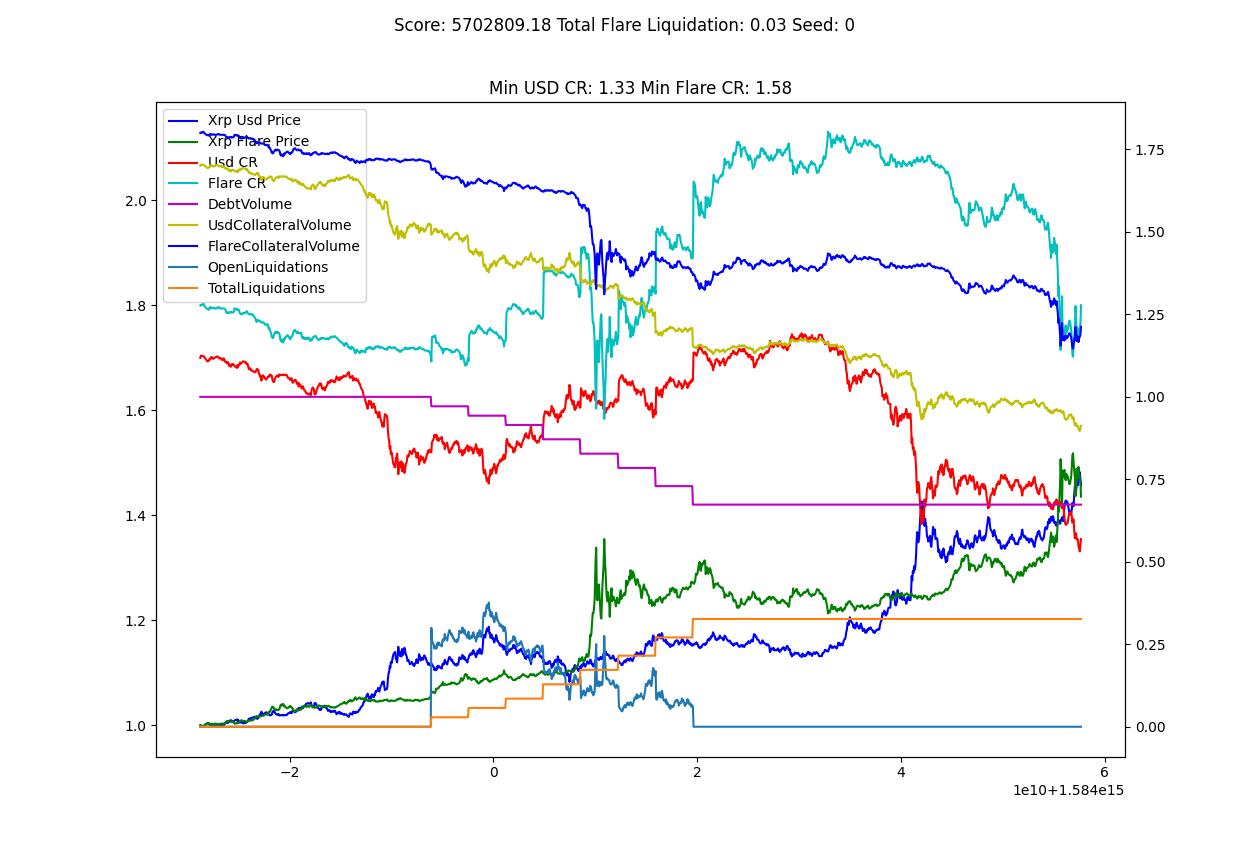 Score: 5702809.18 Total Flare Liquidation: 0.03 Seed: 0
Min USD CR: 1.33 Min Flare CR: 1.58
Xrp Usd Price
Xrp Flare Price
Usd CR
Flare CR
DebtVolume
UsdCollateralVolume
FlareCollateralVolume
OpenLiquidations
TotalLiquidations
2.0
1.8
1.6
1.4
1.2
1.0
1.75
1.50
1.25
1.00
0.75
0.50
0.25
0.00
−2
0
2
4
6
1e10+1.584e15